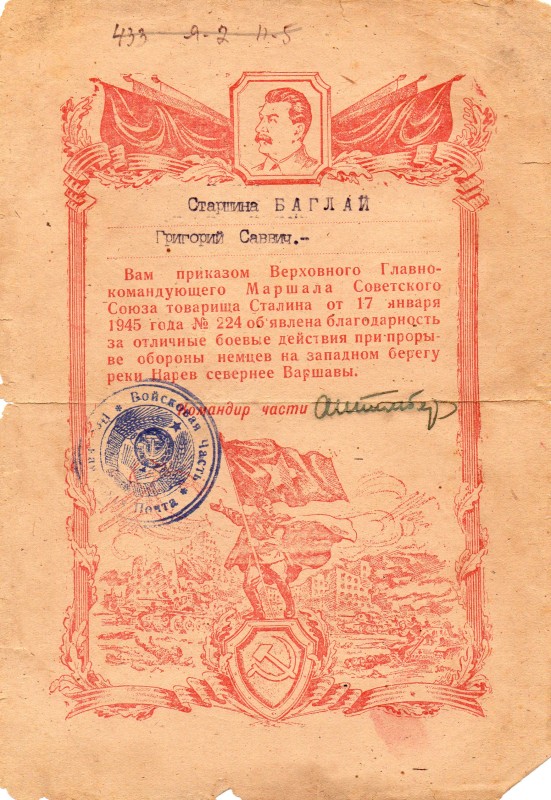 433 Я-2 Н-5
Старшина БАГЛАЙ
Григорий Саввич.-
Вам приказом Верховного Главно-
командующего Маршала Советского
Союза товарища Сталина от 17 января
1945 года № 224 об'явлена благодарность
за отличные боевые действия при проры-
ве обороны немцев на западном берегу
реки Нарев севернее Варшавы.
Командир части
* Войсковая Часть *
Почта